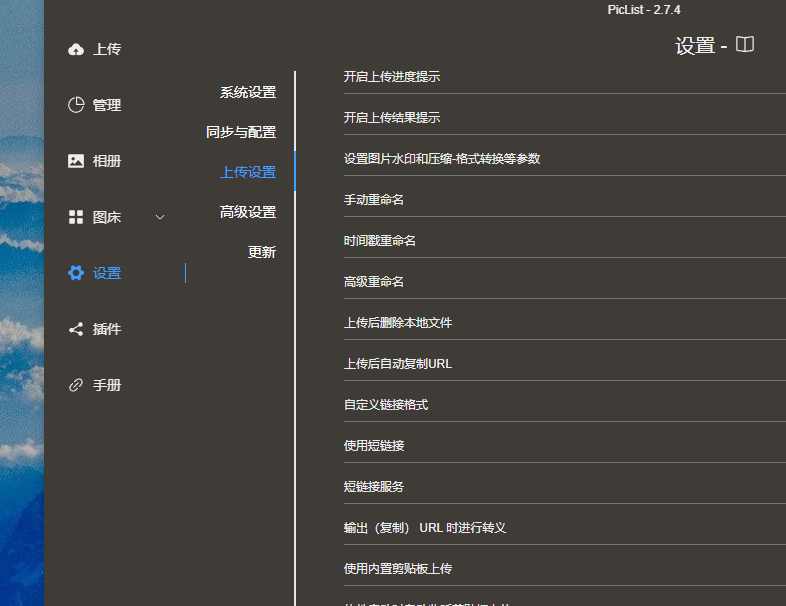 PicList - 2.7.4
设置 -
上传
管理
相册
图床
设置
插件
手册
系统设置
同步与配置
上传设置
高级设置
更新
开启上传进度提示
开启上传结果提示
设置图片水印和压缩-格式转换等参数
手动重命名
时间戳重命名
高级重命名
上传后删除本地文件
上传后自动复制URL
自定义链接格式
使用短链接
短链接服务
输出（复制） URL 时进行转义
使用内置剪贴板上传